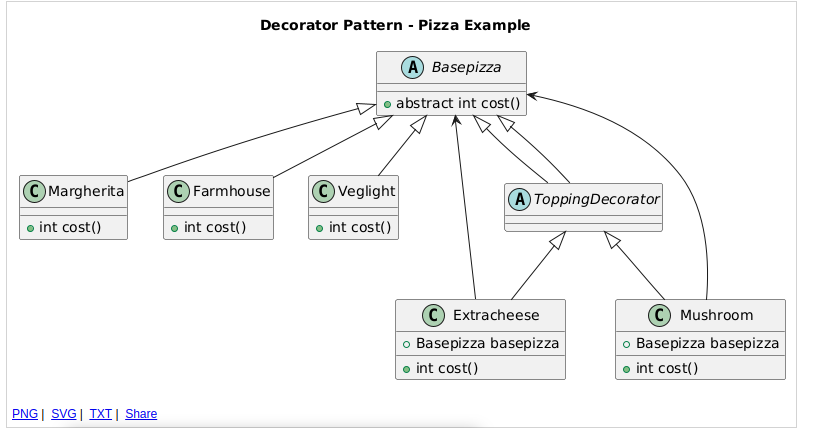 Decorator Pattern - Pizza Example
A Basepizza
abstract int cost()
C Margherita
int cost()
C Farmhouse
int cost()
C Veglight
int cost()
A ToppingDecorator
C Extracheese
Basepizza basepizza
int cost()
C Mushroom
Basepizza basepizza
int cost()
PNG | SVG | TXT | Share